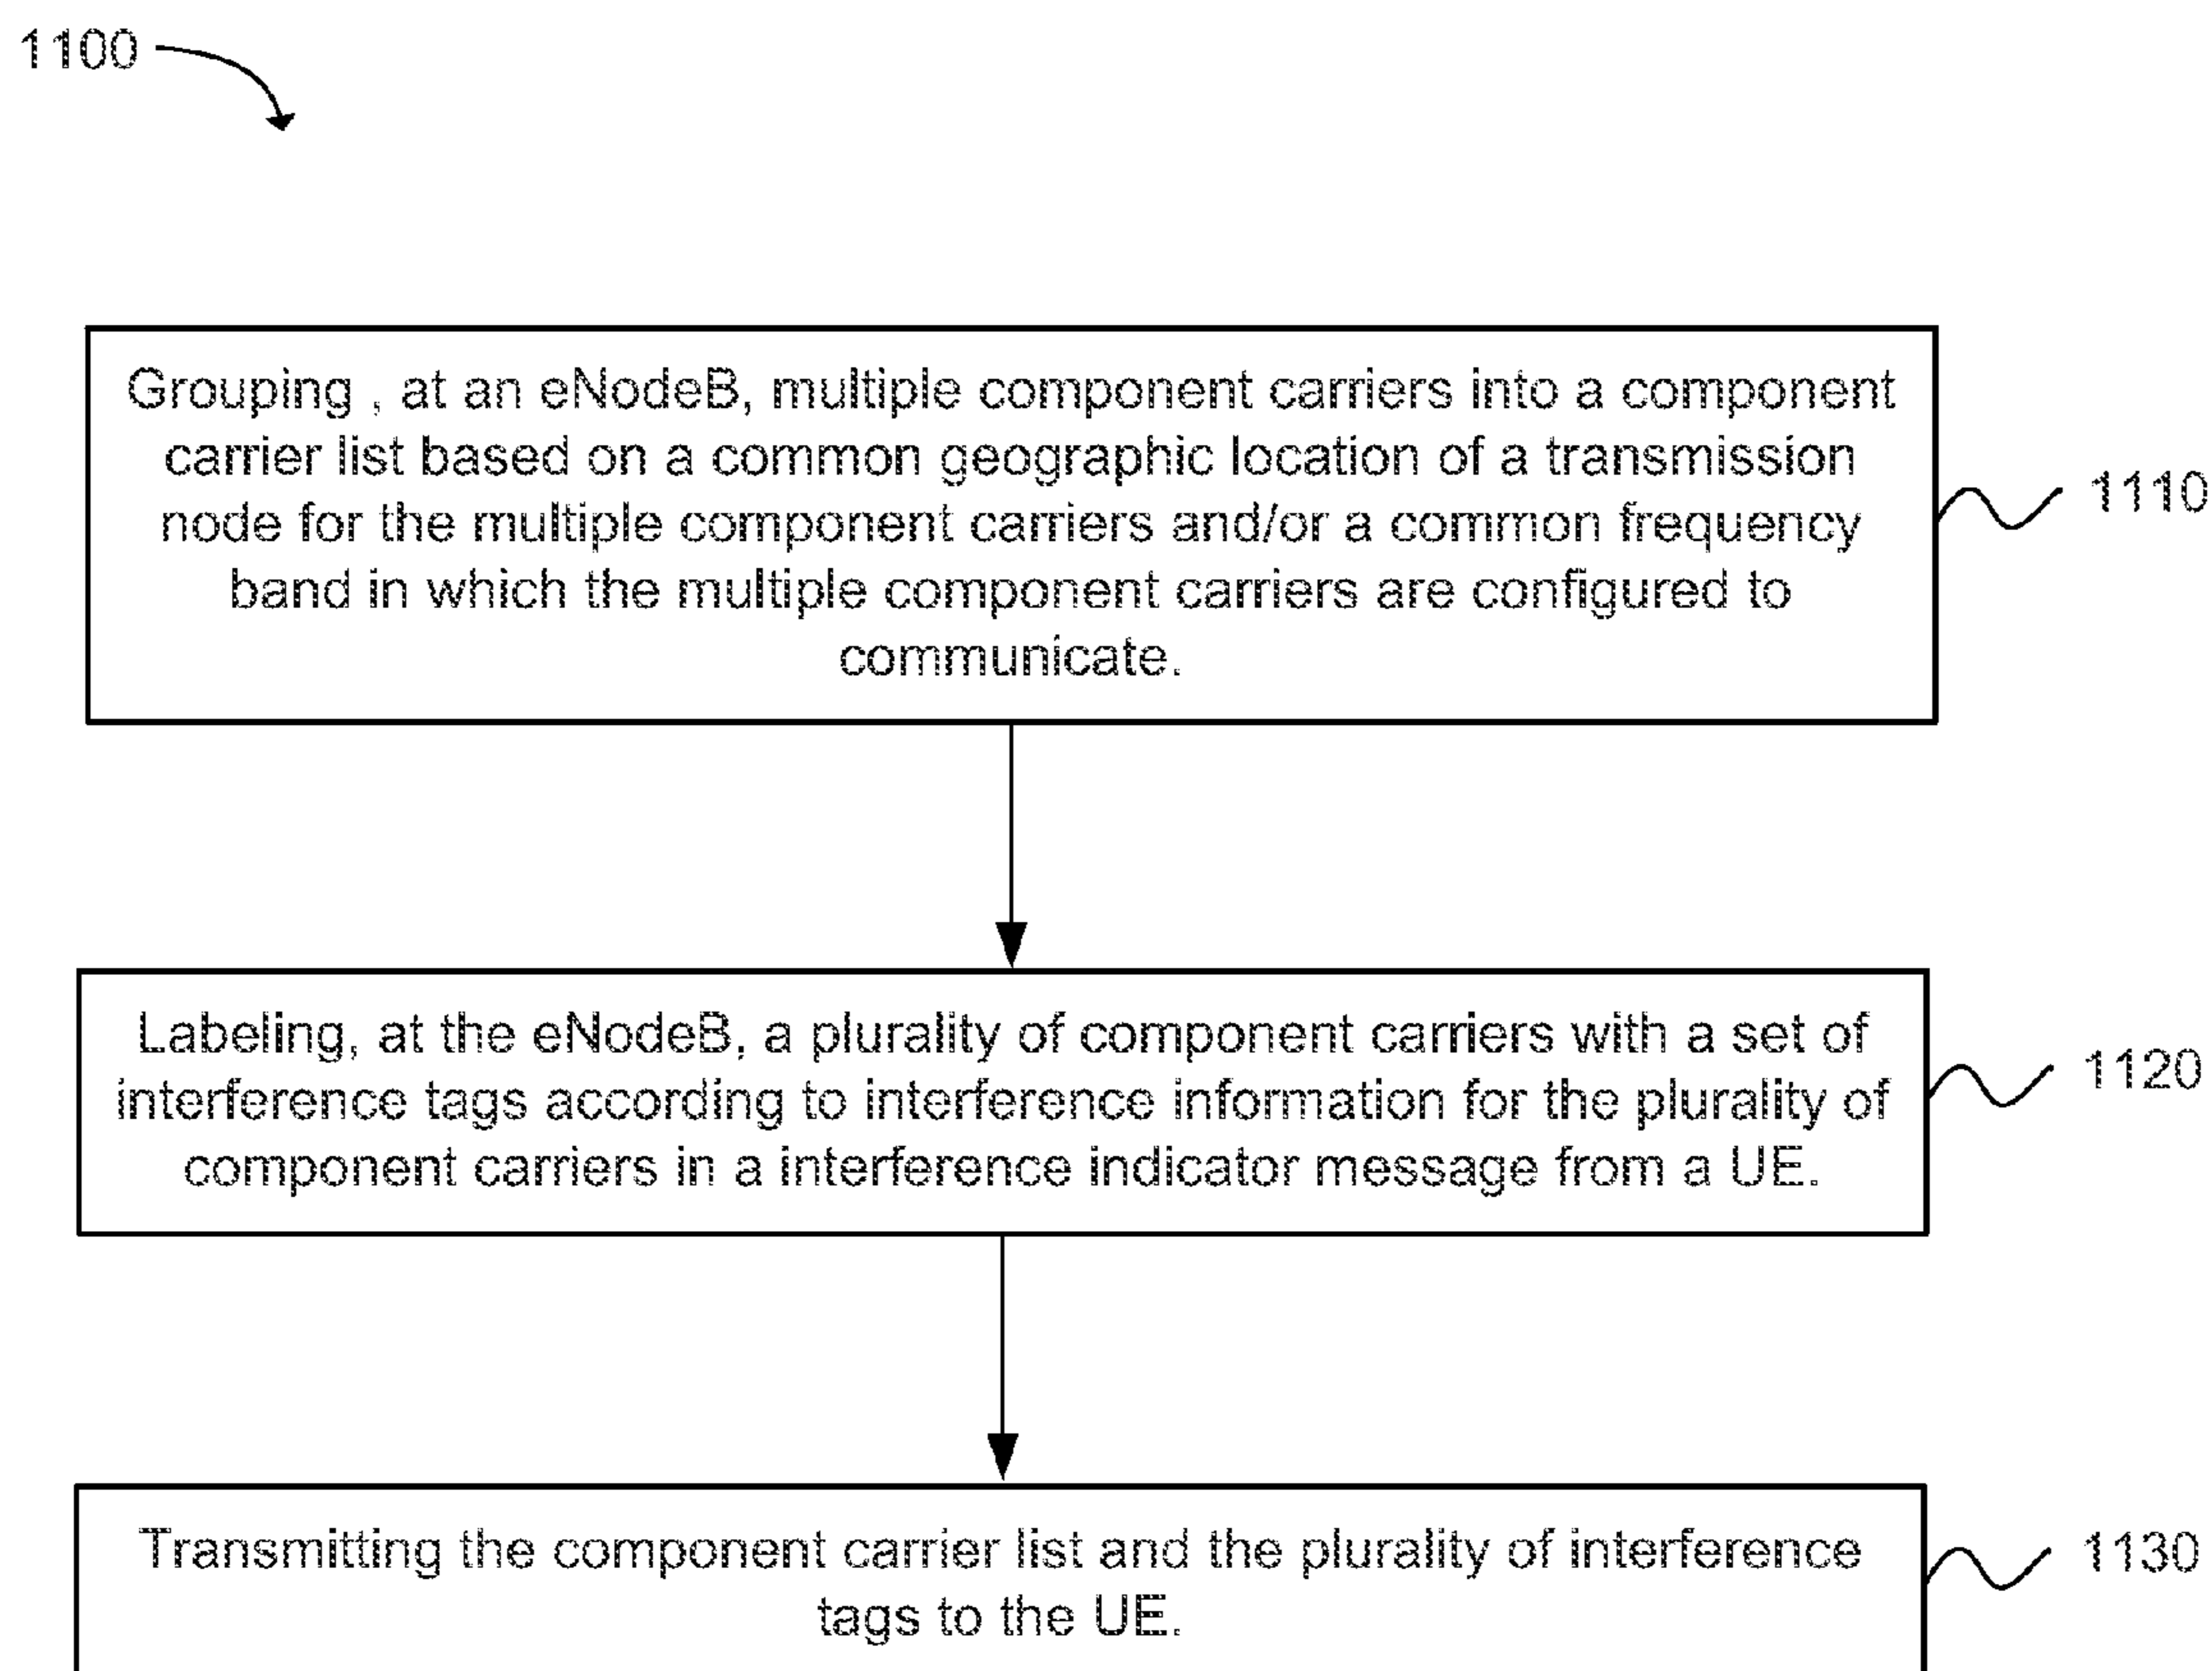 1100
Grouping , at an eNodeB, multiple component carriers into a component
carrier list based on a common geographic location of a transmission
node for the multiple component carriers and/or a common frequency
band in which the multiple component carriers are configured to
communicate.
1110
Labeling, at the eNodeB, a plurality of component carriers with a set of
interference tags according to interference information for the plurality of
component carriers in a interference indicator message from a UE.
1120
Transmitting the component carrier list and the plurality of interference
tags to the UE.
1130